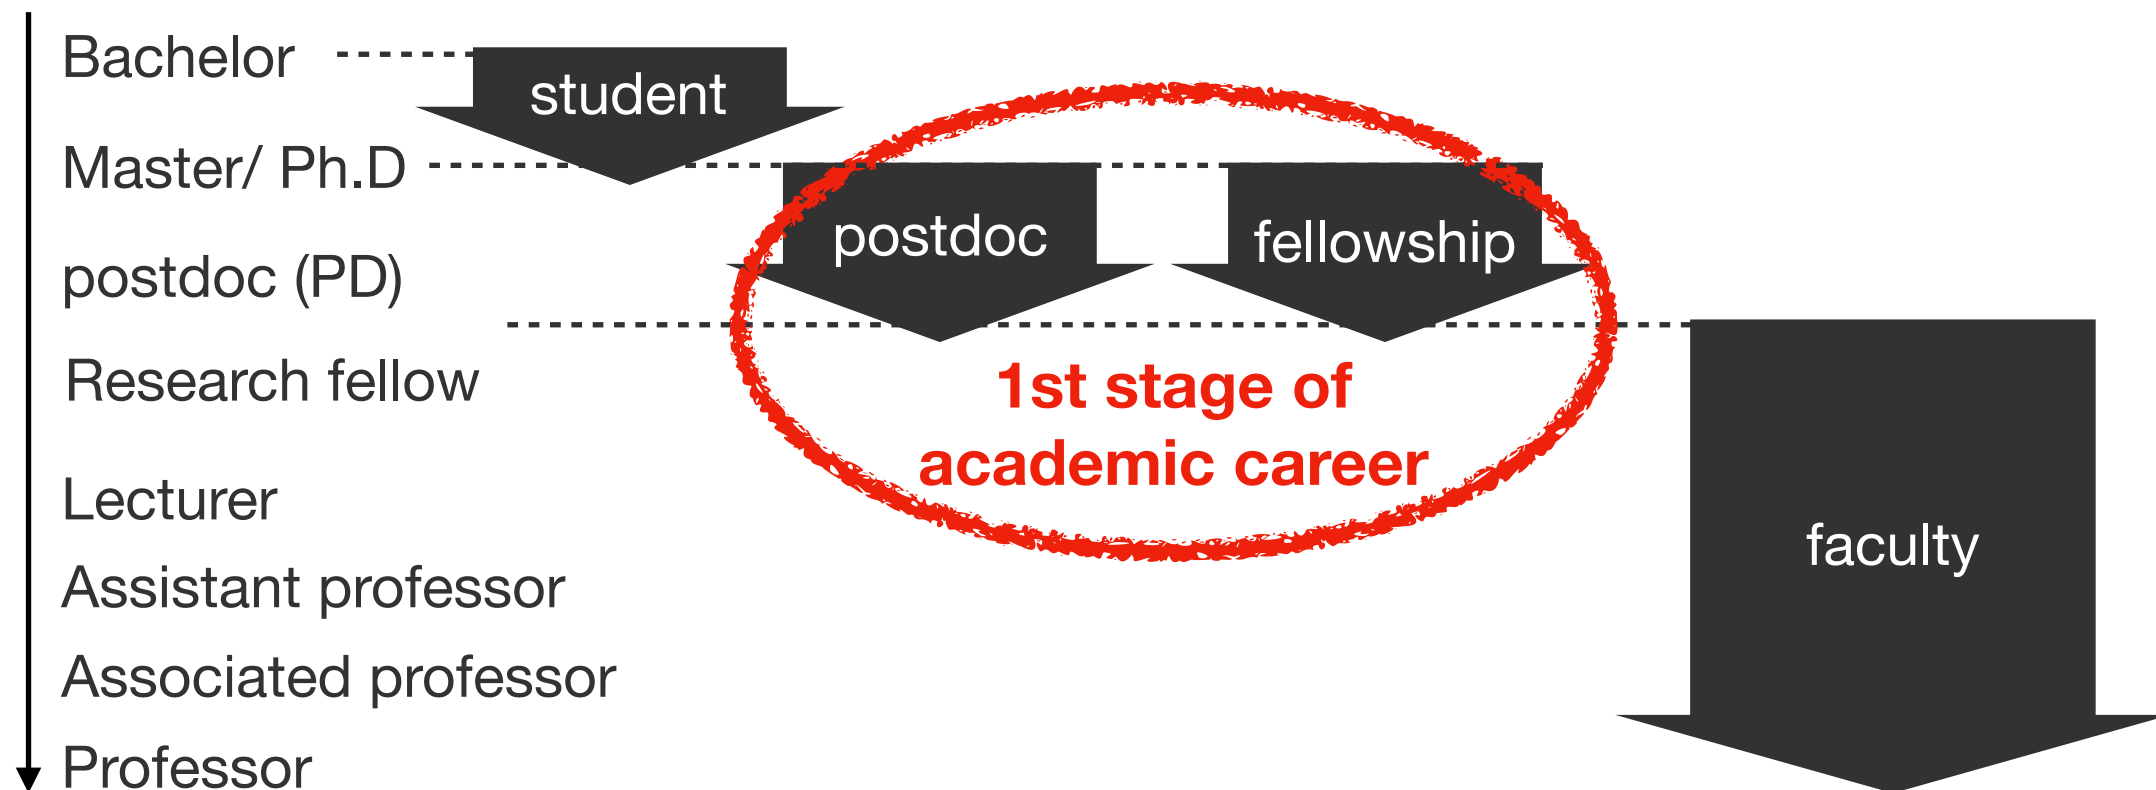 Bachelor
student
Master/ Ph.D
postdoc
fellowship
postdoc (PD)
Research fellow
1st stage of
academic career
Lecturer
faculty
Assistant professor
Associated professor
Professor